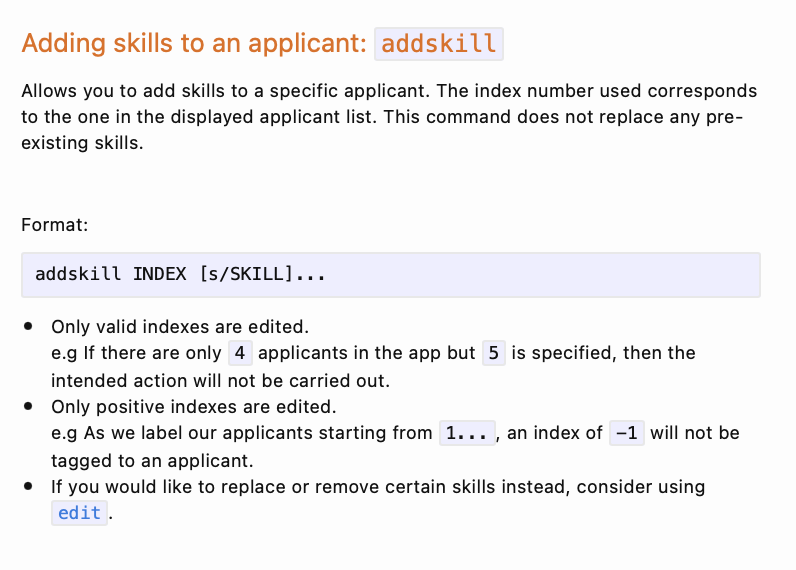 Adding skills to an applicant: addskill
Allows you to add skills to a specific applicant. The index number used corresponds
to the one in the displayed applicant list. This command does not replace any pre-
existing skills.
Format:
addskill INDEX [s/SKILL]...
• Only valid indexes are edited.
e.g If there are only 4 applicants in the app but 5 is specified, then the
intended action will not be carried out.
• Only positive indexes are edited.
e.g As we label our applicants starting from 1..., an index of -1 will not be
tagged to an applicant.
• If you would like to replace or remove certain skills instead, consider using
edit.